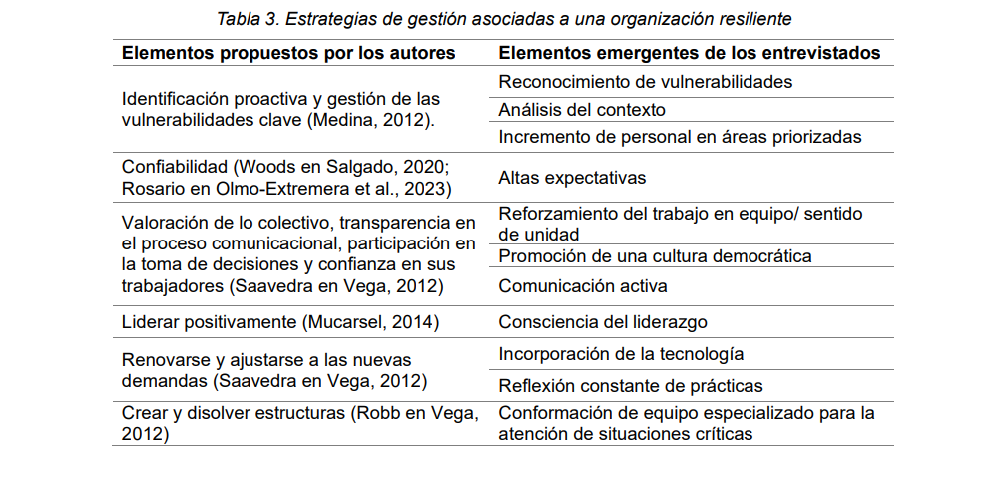 Tabla 3. Estrategias de gestión asociadas a una organización resiliente
Elementos propuestos por los autores
Elementos emergentes de los entrevistados
Identificación proactiva y gestión de las
vulnerabilidades clave (Medina, 2012).
Reconocimiento de vulnerabilidades
Análisis del contexto
Incremento de personal en áreas priorizadas
Confiabilidad (Woods en Salgado, 2020;
Rosario en Olmo-Extremera et al., 2023)
Altas expectativas
Valoración de lo colectivo, transparencia en
el proceso comunicacional, participación en
la toma de decisiones y confianza en sus
trabajadores (Saavedra en Vega, 2012)
Reforzamiento del trabajo en equipo/ sentido
de unidad
Promoción de una cultura democrática
Comunicación activa
Liderar positivamente (Mucarsel, 2014)
Consciencia del liderazgo
Renovarse y ajustarse a las nuevas
demandas (Saavedra en Vega, 2012)
Incorporación de la tecnología
Reflexión constante de prácticas
Crear y disolver estructuras (Robb en Vega,
2012)
Conformación de equipo especializado para la
atención de situaciones críticas